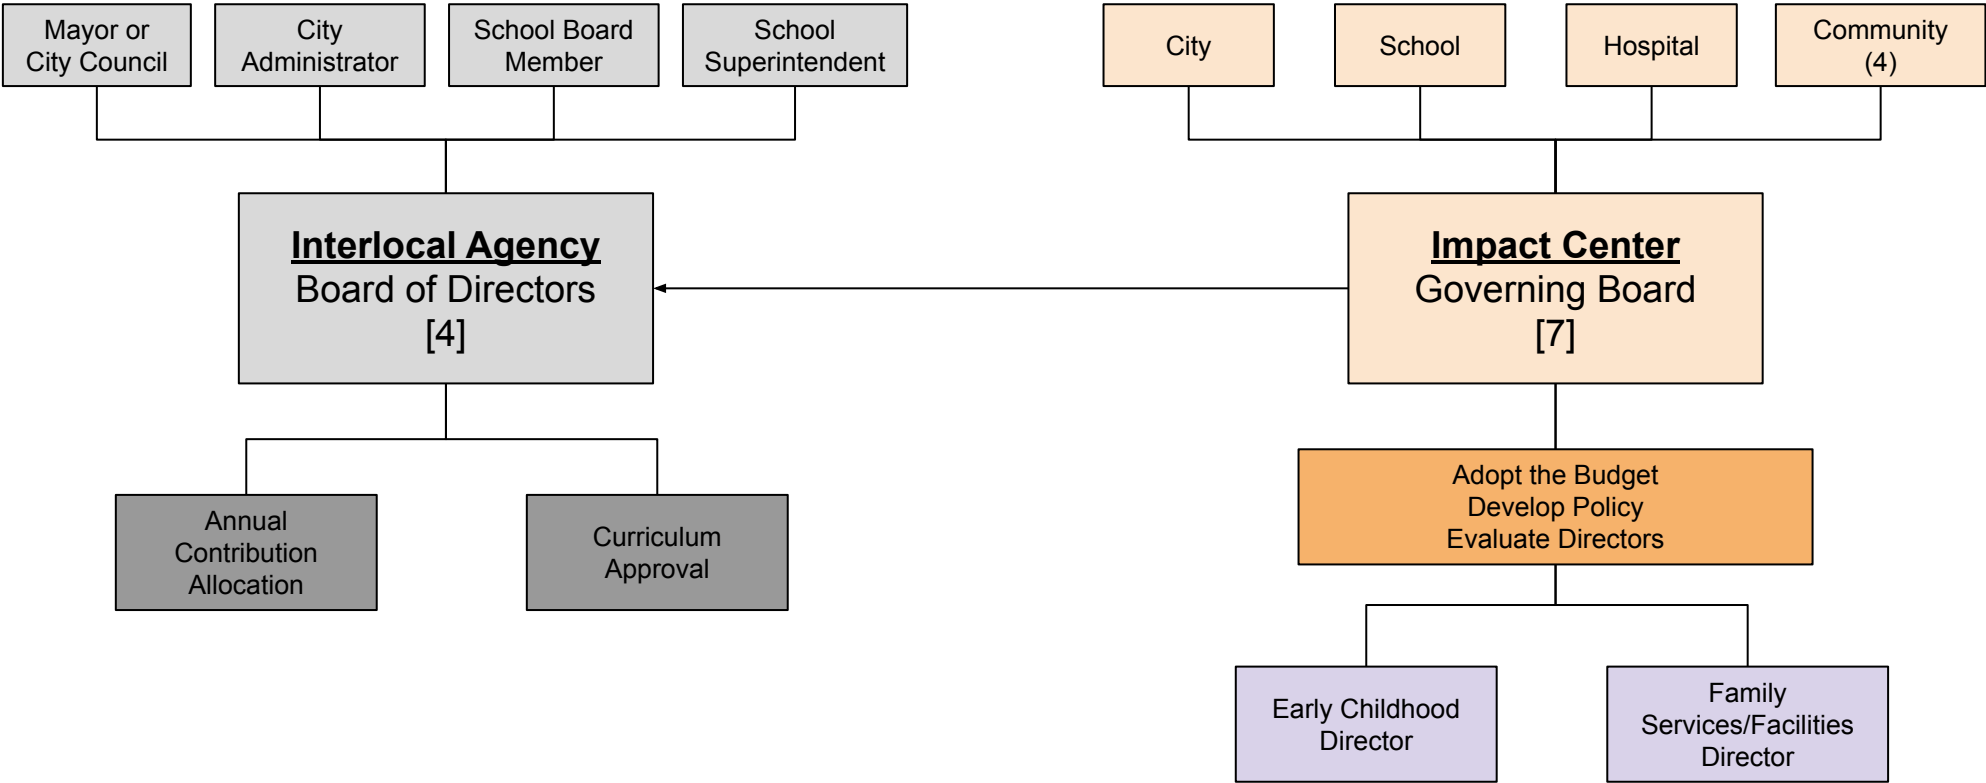 Mayor or
City Council
City
Administrator
School Board
Member
School
Superintendent
City
School
Hospital
Community
(4)
Interlocal Agency
Board of Directors
[4]
Impact Center
Governing Board
[7]
Annual
Contribution
Allocation
Curriculum
Approval
Adopt the Budget
Develop Policy
Evaluate Directors
Early Childhood
Director
Family
Services/Facilities
Director